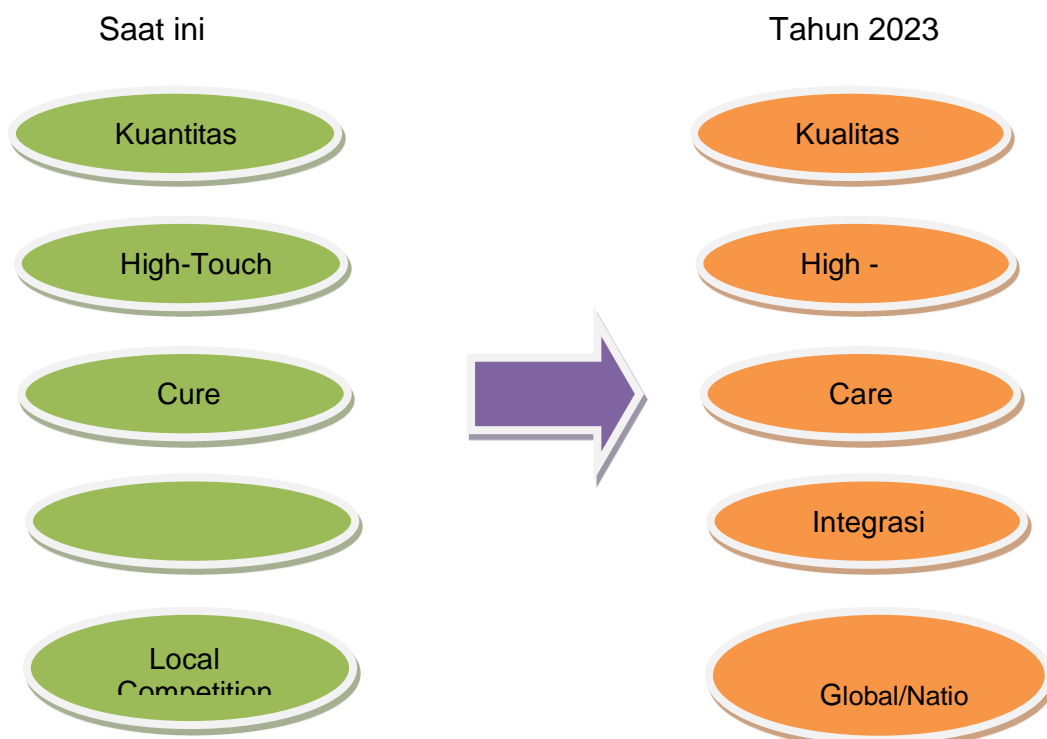 Saat ini
Tahun 2023
Kuantitas
Kualitas
High-Touch
High -
Cure
Care
Integrasi
Local
Competition
Global/Natio